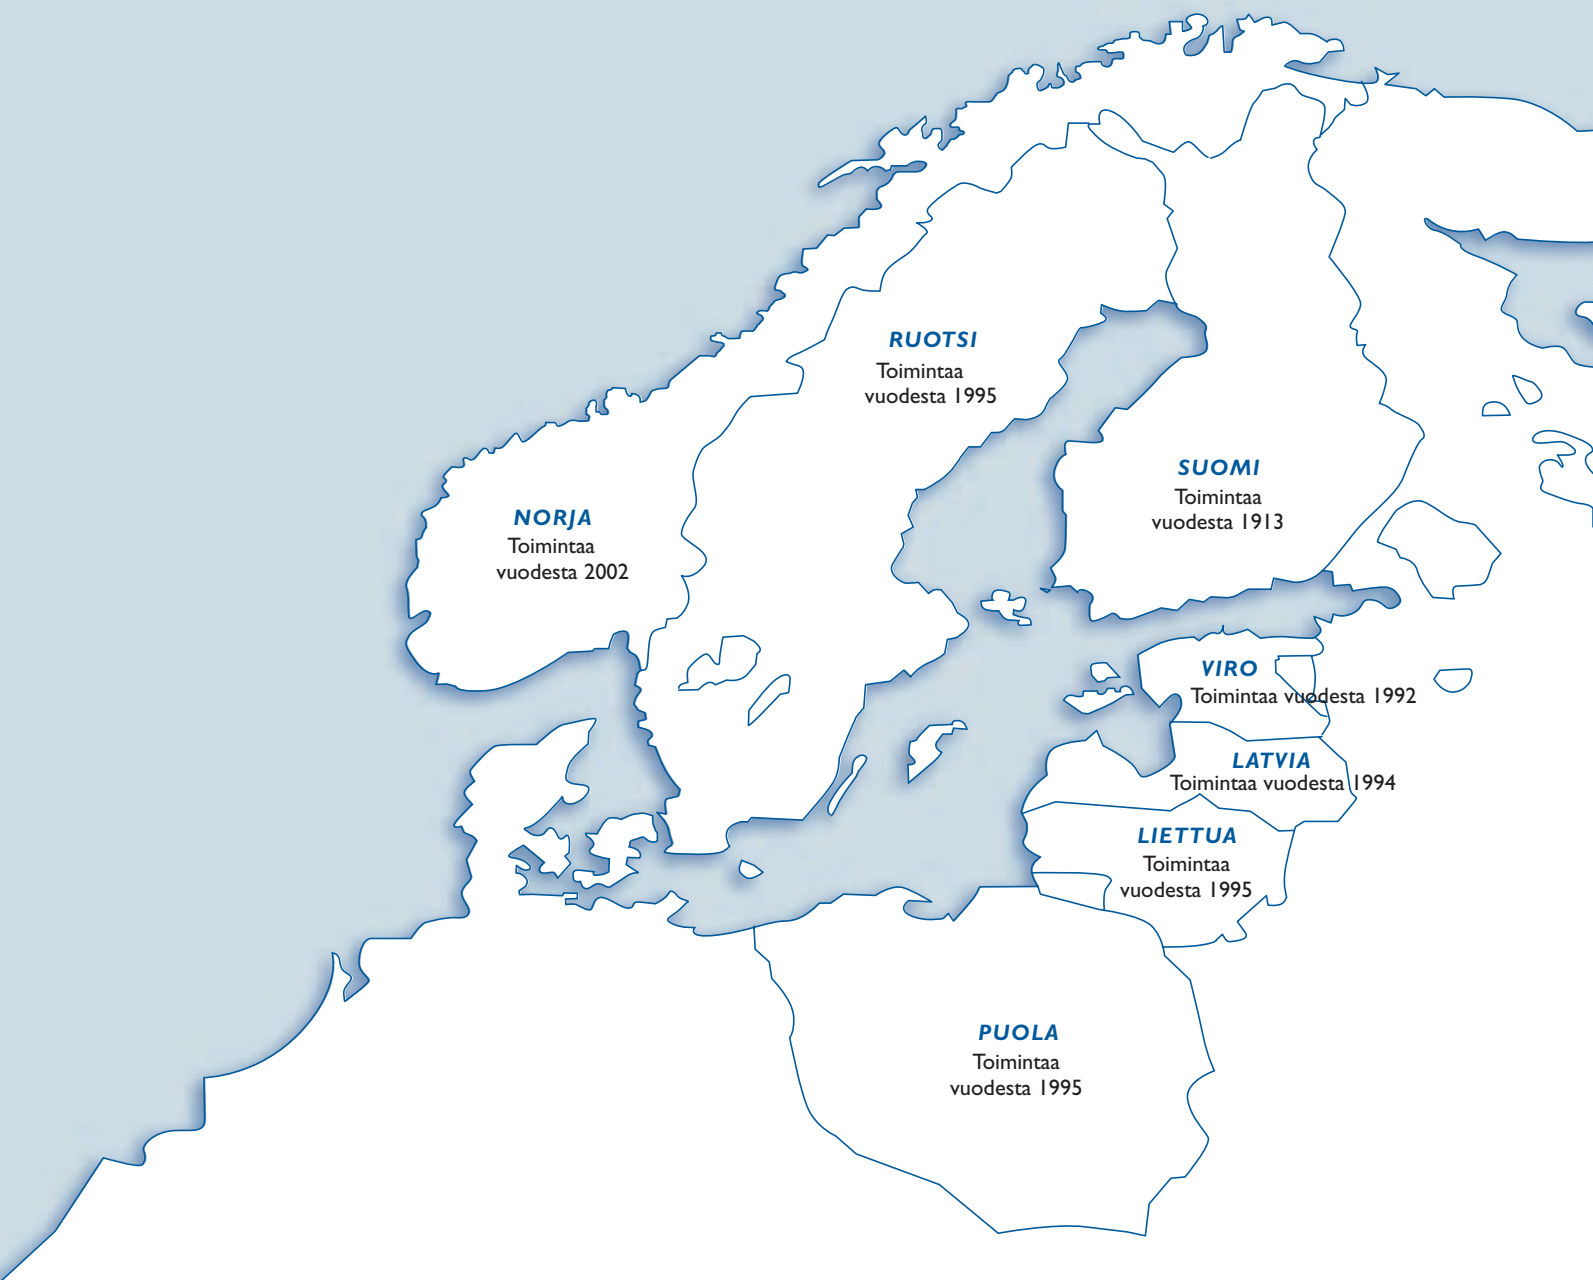 RUOTSI
Toimintaa
vuodesta 1995
SUOMI
Toimintaa
vuodesta 1913
NORJA
Toimintaa
vuodesta 2002
VIRO
Toimintaa vuodesta 1992
LATVIA
Toimintaa vuodesta 1994
LIETTUA
Toimintaa
vuodesta 1995
PUOLA
Toimintaa
vuodesta 1995